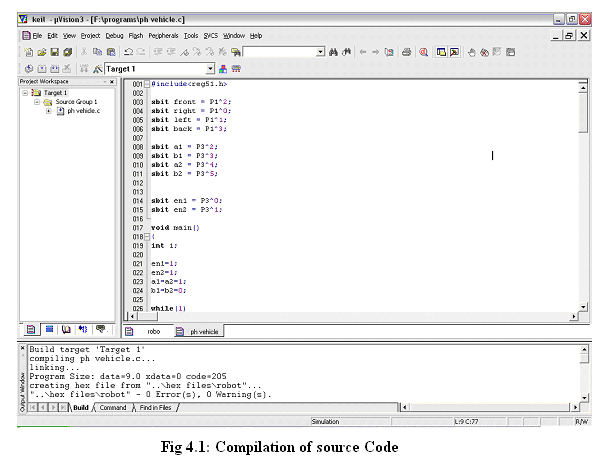 keil - µVision3 - [F:\programs\ph vehicle.c]
File Edit View Project Debug Flash Peripherals Tools SVCS Window Help
Target 1
Project Workspace
Target 1
Source Group 1
ph vehicle.c
001 #include<reg51.h>
002
003 sbit front = P1^2;
004 sbit right = P1^0;
005 sbit left = P1^1;
006 sbit back = P1^3;
007
008 sbit a1 = P3^2;
009 sbit b1 = P3^3;
010 sbit a2 = P3^4;
011 sbit b2 = P3^5;
012
013
014 sbit en1 = P3^0;
015 sbit en2 = P3^1;
016
017 void main()
018 {
019 int i;
020
021 en1=1;
022 en2=1;
023 a1=a2=1;
024 b1=b2=0;
025
026 while(1)
robo ph vehicle
Build target 'Target 1'
compiling ph vehicle.c...
linking...
Program Size: data=9.0 xdata=0 code=205
creating hex file from "..\hex files\robot"...
"..\hex files\robot" - 0 Error(s), 0 Warning(s).
Output Window
Build Command Find in Files
Simulation L:9 C:77 R/W
Fig 4.1: Compilation of source Code